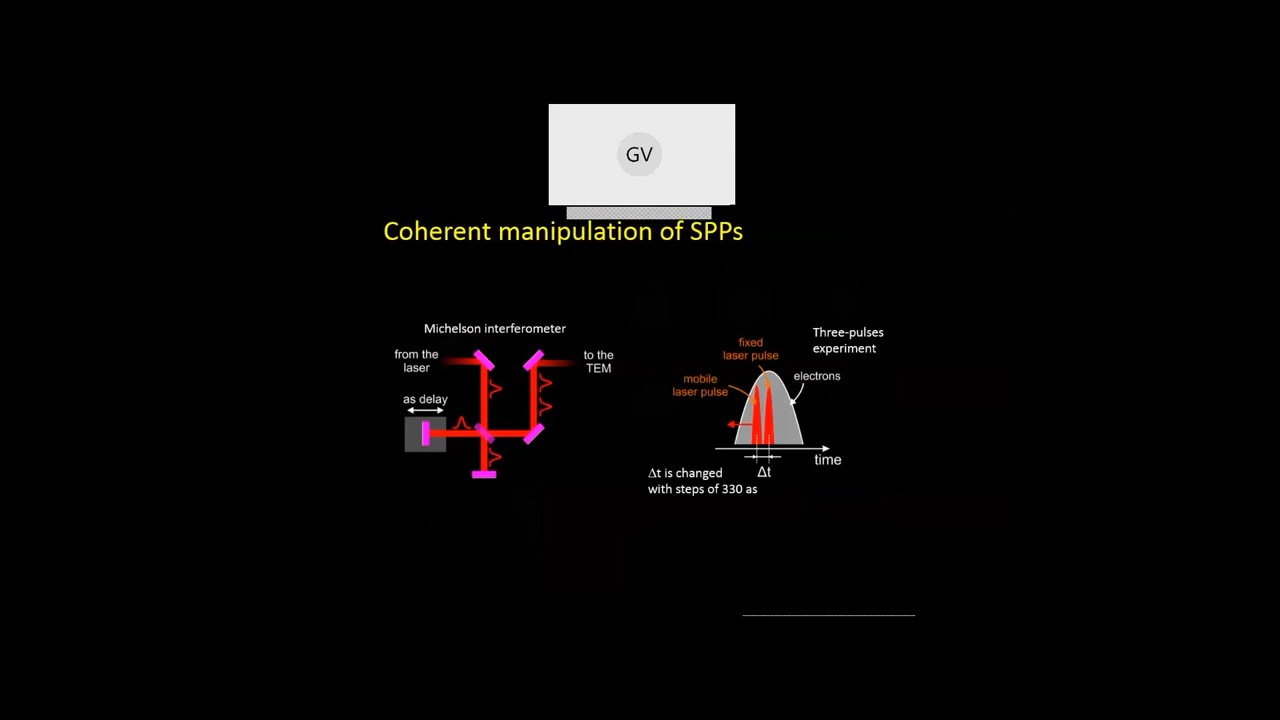 GV
Coherent manipulation of SPPs
Michelson interferometer
from the
laser
to the
TEM
as delay
Three-pulses
experiment
fixed
laser pulse
mobile
laser pulse
electrons
time
Δt
Δt is changed
with steps of 330 as